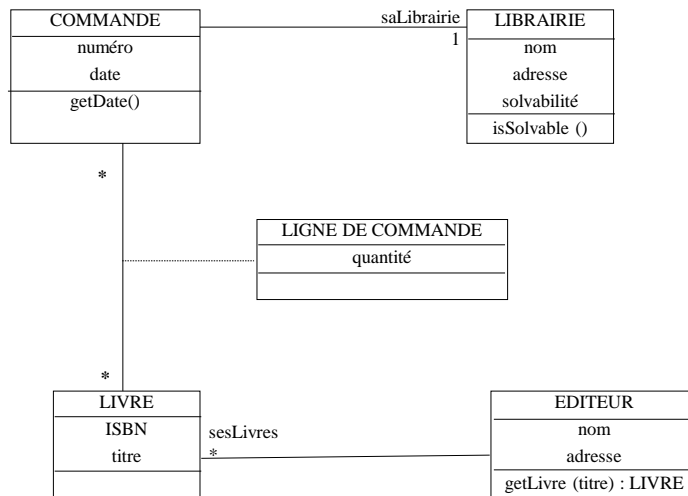 COMMANDE
numéro
date
getDate()
saLibrairie
1
LIBRAIRIE
nom
adresse
solvabilité
isSolvable ()
*
LIGNE DE COMMANDE
quantité
*
LIVRE
ISBN
titre
sesLivres
*
EDITEUR
nom
adresse
getLivre (titre) : LIVRE